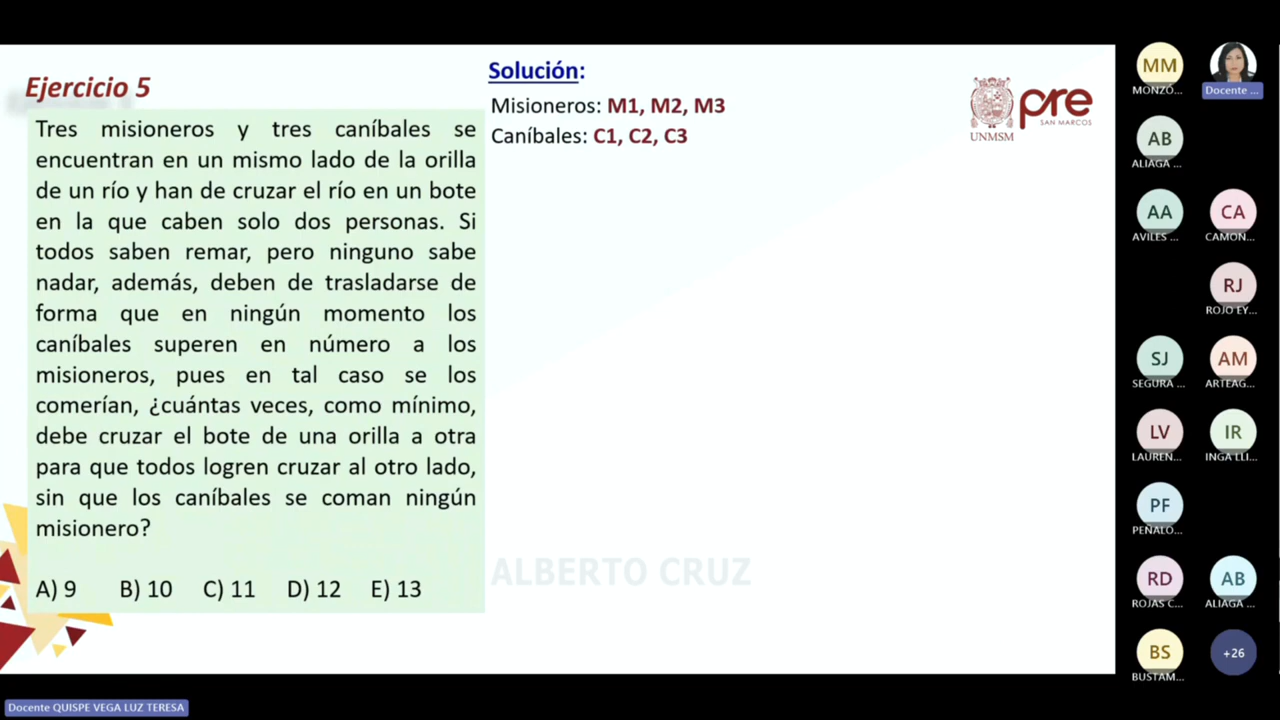 Ejercicio 5
Tres misioneros y tres caníbales se
encuentran en un mismo lado de la orilla
de un río y han de cruzar el río en un bote
en la que caben solo dos personas. Si
todos saben remar, pero ninguno sabe
nadar, además, deben de trasladarse de
forma que en ningún momento los
caníbales superen en número a los
misioneros, pues en tal caso se los
comerían, ¿cuántas veces, como mínimo,
debe cruzar el bote de una orilla a otra
para que todos logren cruzar al otro lado,
sin que los caníbales se coman ningún
misionero?
A) 9 B) 10 C) 11 D) 12 E) 13
Solución:
Misioneros: M1, M2, M3
Caníbales: C1, C2, C3
ALBERTO CRUZ
UNMSM
pre
SAN MARCOS
MM
MONZO...
Docente ...
AB
ALIAGA ...
AA
AVILES ...
CA
CAMON...
RJ
ROJO EY...
SJ
SEGURA ...
AM
ARTEAG...
LV
LAUREN...
IR
INGA LLI...
PF
PEÑALO...
RD
ROJAS C...
AB
ALIAGA ...
BS
BUSTAM...
+26
Docente QUISPE VEGA LUZ TERESA